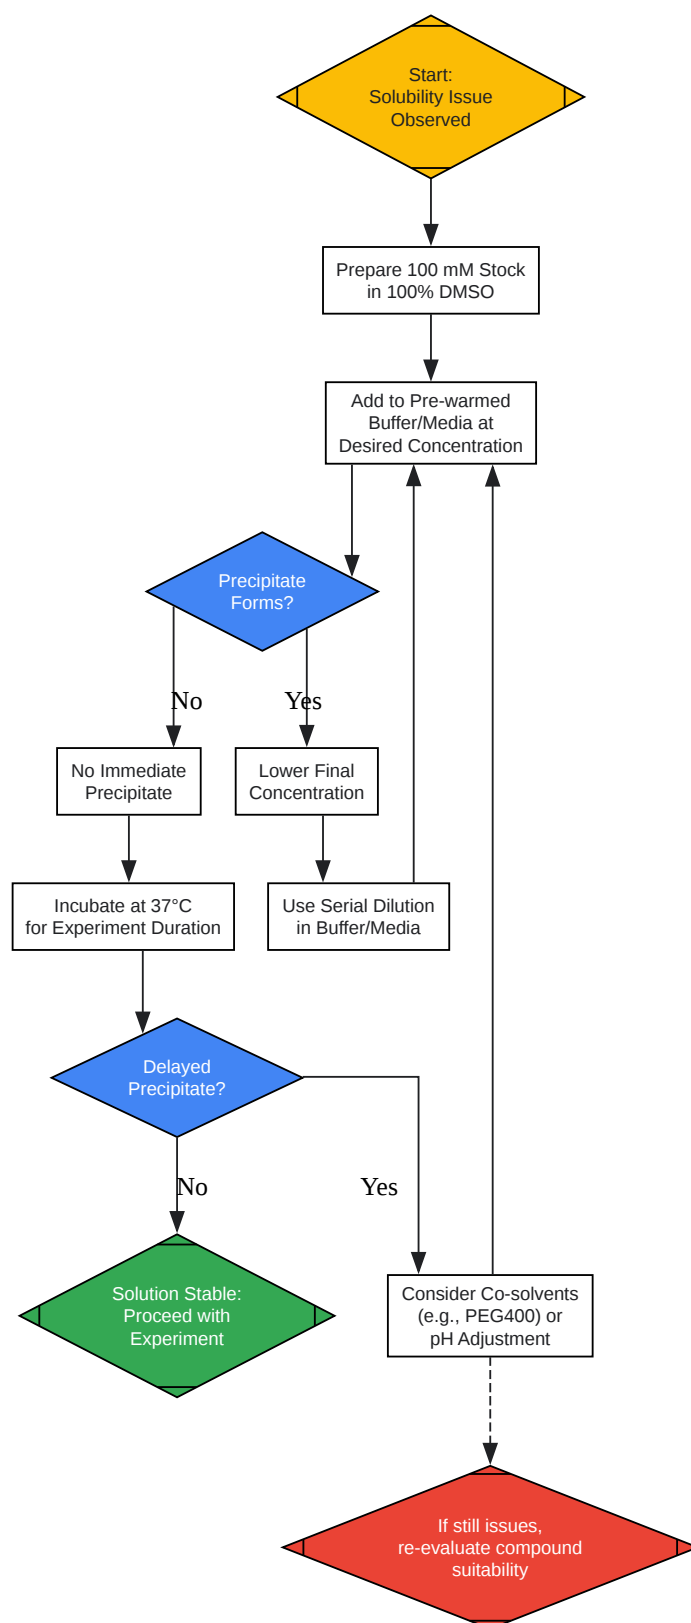 Start:
Solubility Issue
Observed
Prepare 100 mM Stock
in 100% DMSO
Add to Pre-warmed
Buffer/Media at
Desired Concentration
Precipitate
Forms?
No
Yes
No Immediate
Precipitate
Lower Final
Concentration
Incubate at 37°C
for Experiment Duration
Use Serial Dilution
in Buffer/Media
Delayed
Precipitate?
No
Yes
Solution Stable:
Proceed with
Experiment
Consider Co-solvents
(e.g., PEG400) or
pH Adjustment
If still issues,
re-evaluate compound
suitability